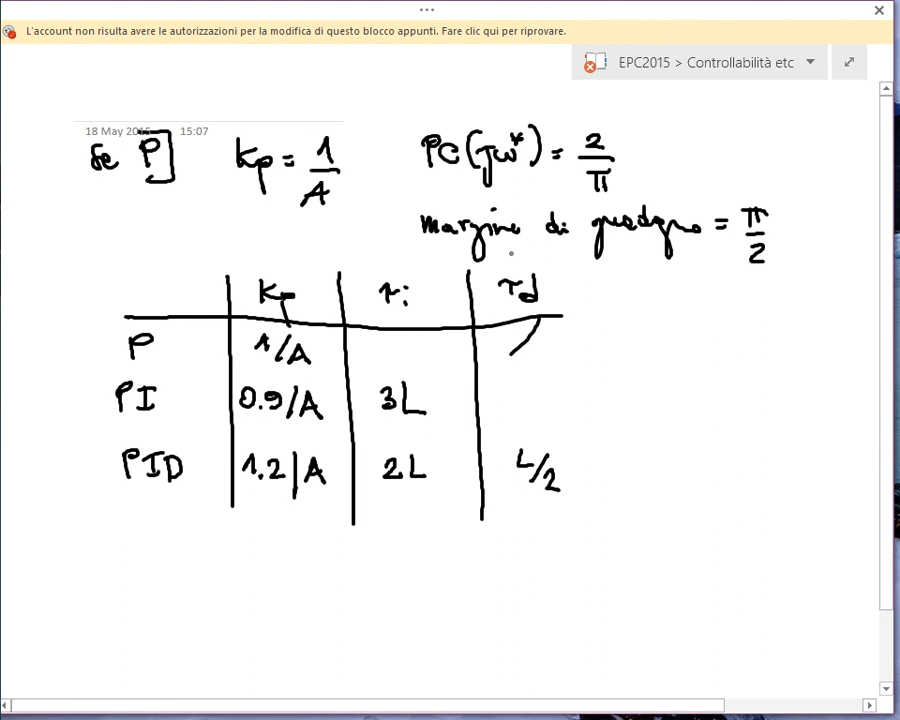 L'account non risulta avere le autorizzazioni per la modifica di questo blocco appunti. Fare clic qui per riprovare.
EPC2015 > Controllabilità etc
18 May 2015 15:07
Se P] kp = 1/A PC(jω*) = 2/π
margine di guadagno = π/2
kp τi τd
P 1/A
PI 0.9/A 3L
PID 1.2/A 2L L/2